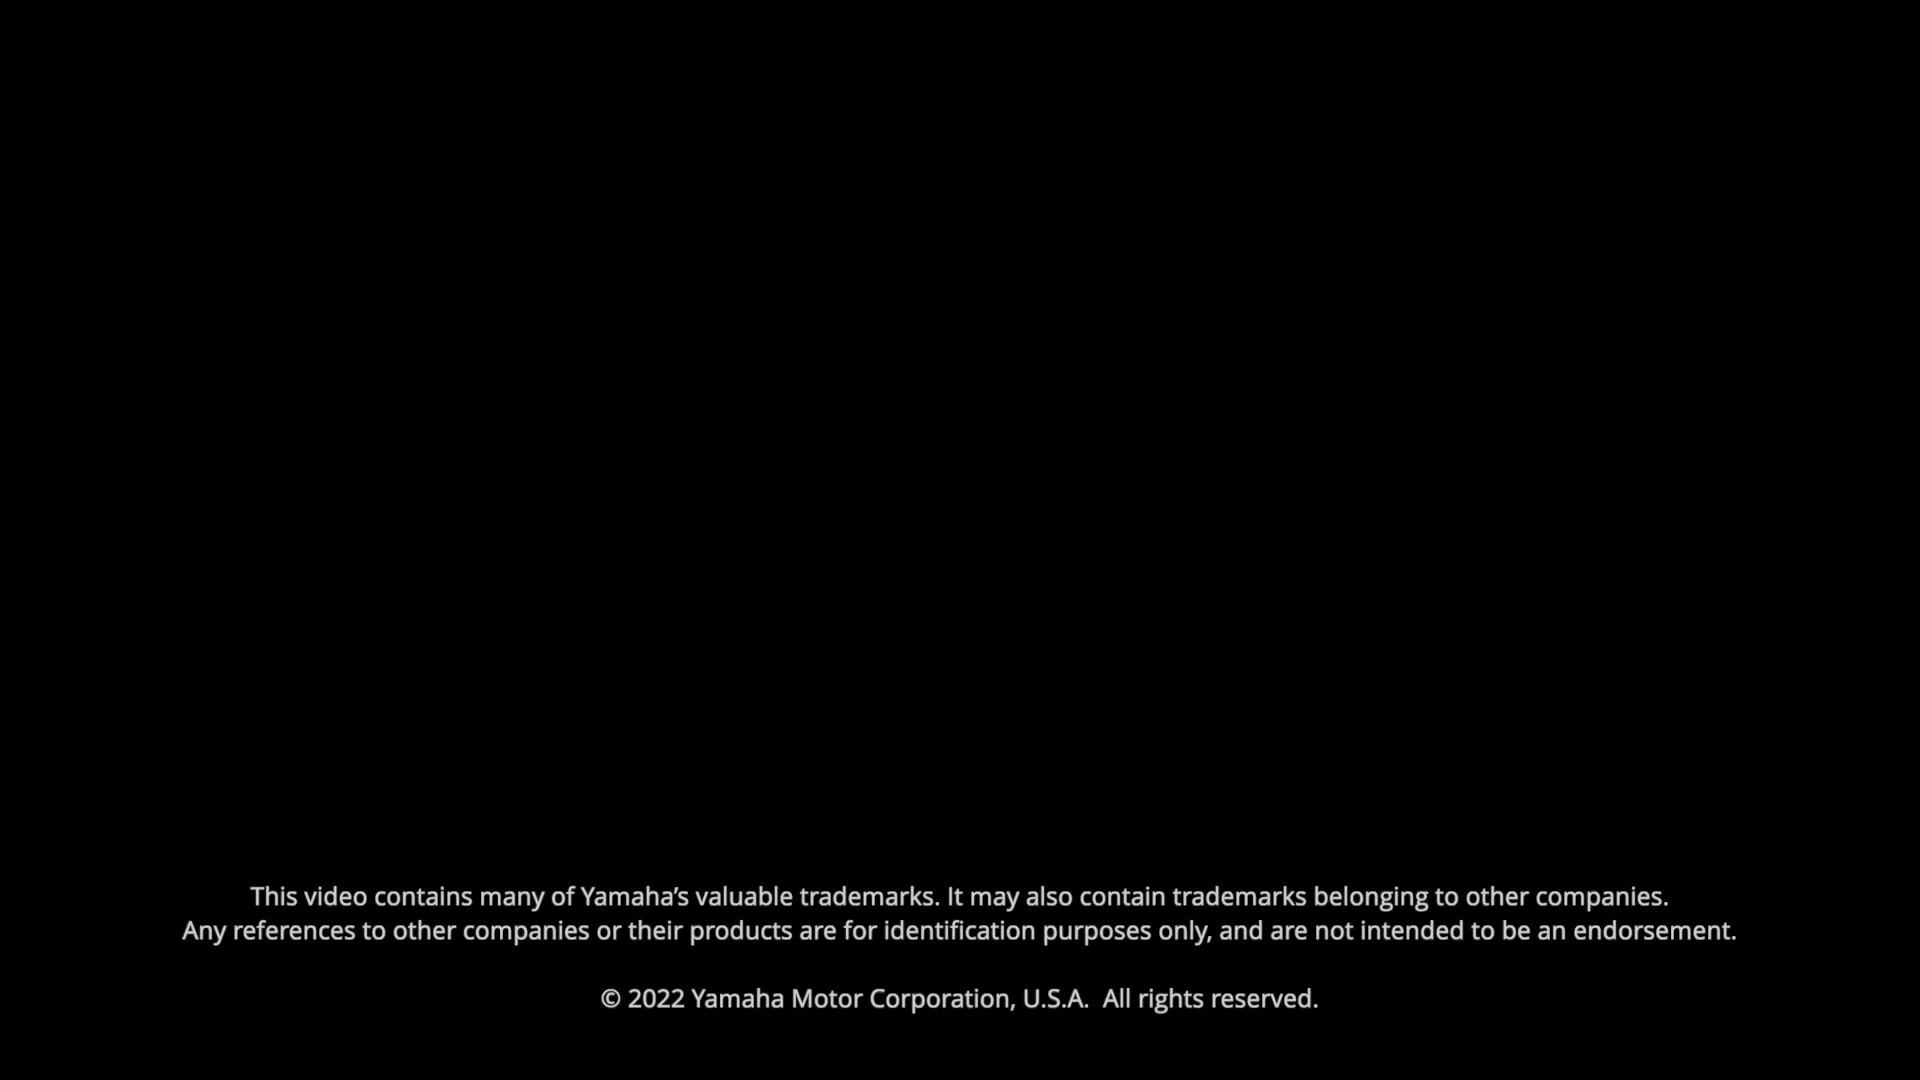 This video contains many of Yamaha’s valuable trademarks. It may also contain trademarks belonging to other companies.
Any references to other companies or their products are for identification purposes only, and are not intended to be an endorsement.
© 2022 Yamaha Motor Corporation, U.S.A.  All rights reserved.